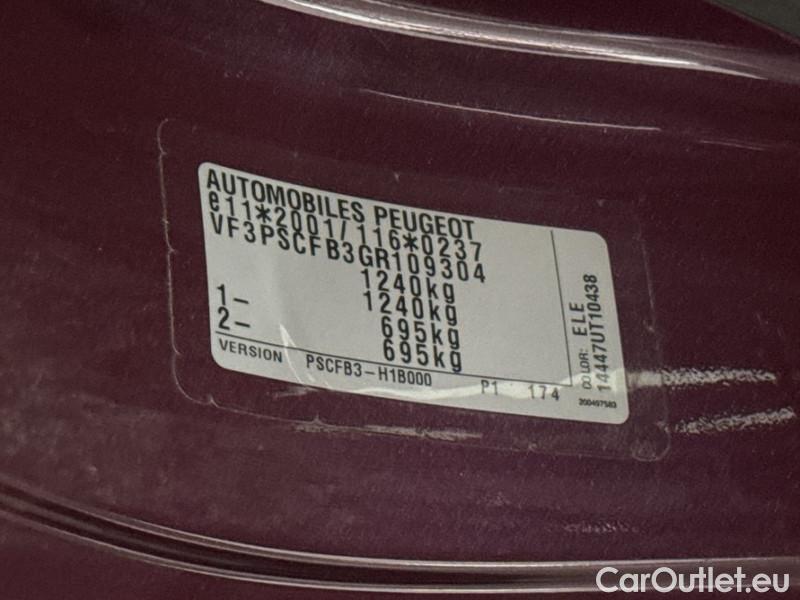 AUTOMOBILES PEUGEOT
e11*2001/116*0237
VF3PSCFB3GR109304
1240kg
1240kg
1- 695kg
2- 695kg
VERSION PSCFB3-H1B000 P1 174
COLOR: ELE
14447UT10438
200497583
CarOutlet.eu